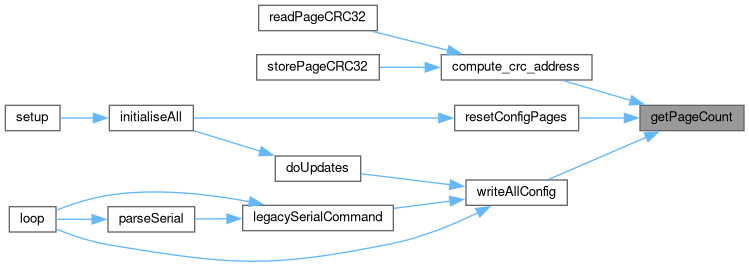 readPageCRC32
storePageCRC32
compute_crc_address
setup
initialiseAll
resetConfigPages
getPageCount
doUpdates
writeAllConfig
loop
parseSerial
legacySerialCommand